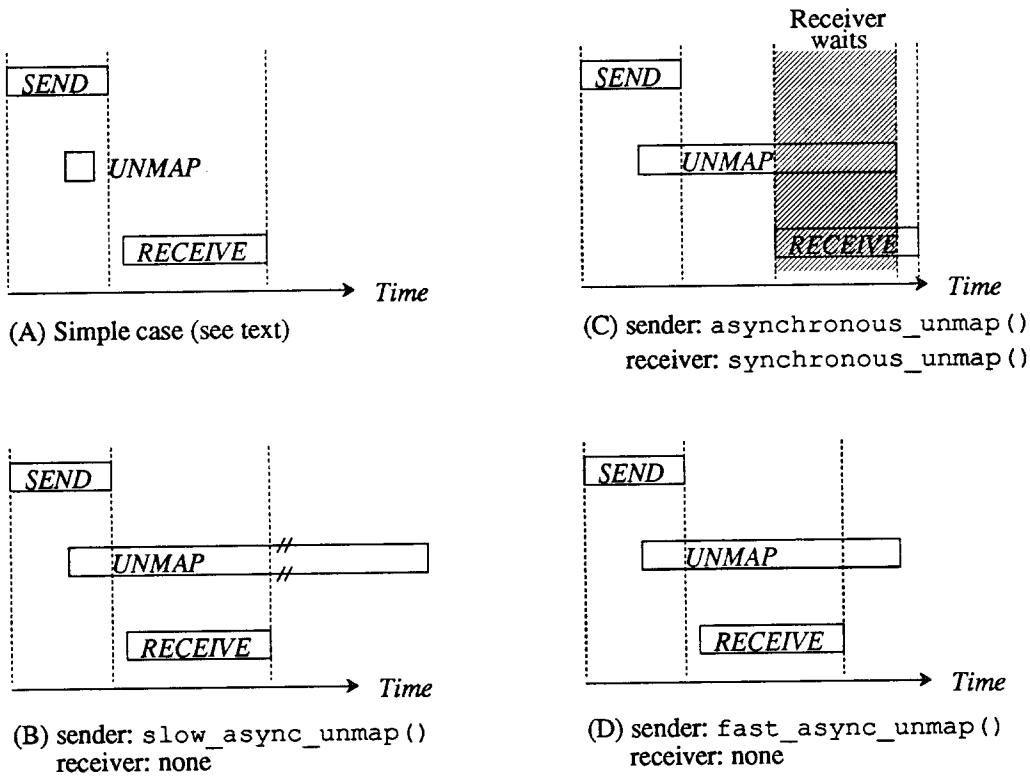 SEND
UNMAP
RECEIVE
Time
(A) Simple case (see text)
Receiver
waits
SEND
UNMAP
RECEIVE
Time
(C) sender: asynchronous_unmap()
receiver: synchronous_unmap()
SEND
UNMAP
RECEIVE
Time
(B) sender: slow_async_unmap()
receiver: none
SEND
UNMAP
RECEIVE
Time
(D) sender: fast_async_unmap()
receiver: none